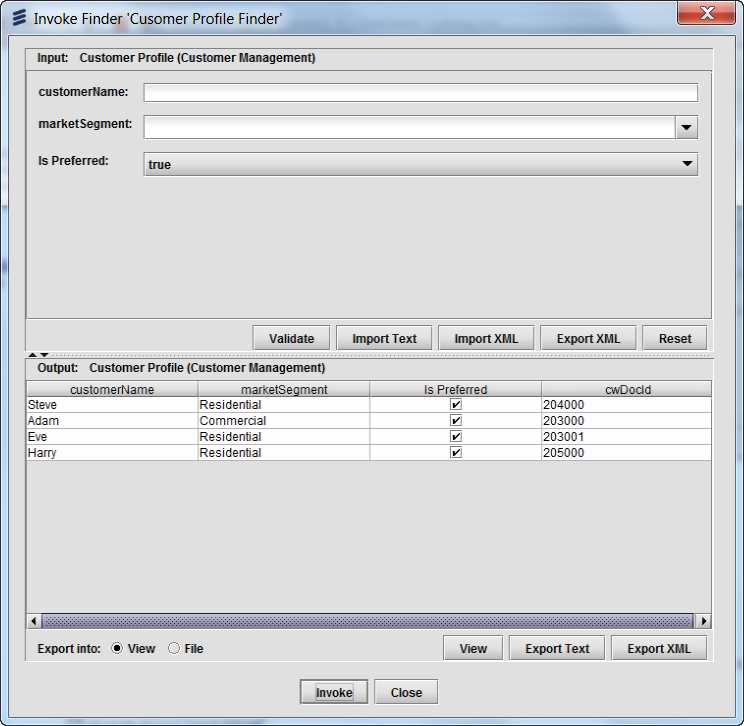 Invoke Finder 'Cusomer Profile Finder'
Input: Customer Profile (Customer Management)
customerName:
marketSegment:
Is Preferred: true
Validate Import Text Import XML Export XML Reset
Output: Customer Profile (Customer Management)
customerName marketSegment Is Preferred cwDocId
Steve Residential 204000
Adam Commercial 203000
Eve Residential 203001
Harry Residential 205000
Export into: View File View Export Text Export XML
Invoke Close